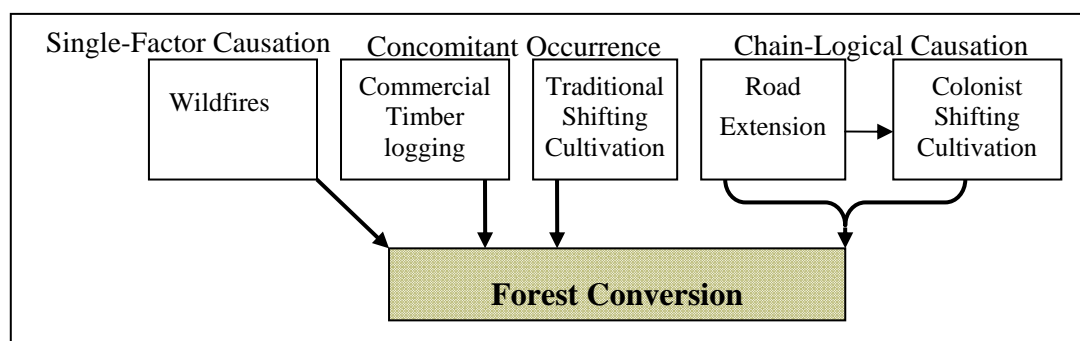 Single-Factor Causation
Concomitant Occurrence
Chain-Logical Causation
Wildfires
Commercial
Timber
logging
Traditional
Shifting
Cultivation
Road
Extension
Colonist
Shifting
Cultivation
Forest Conversion